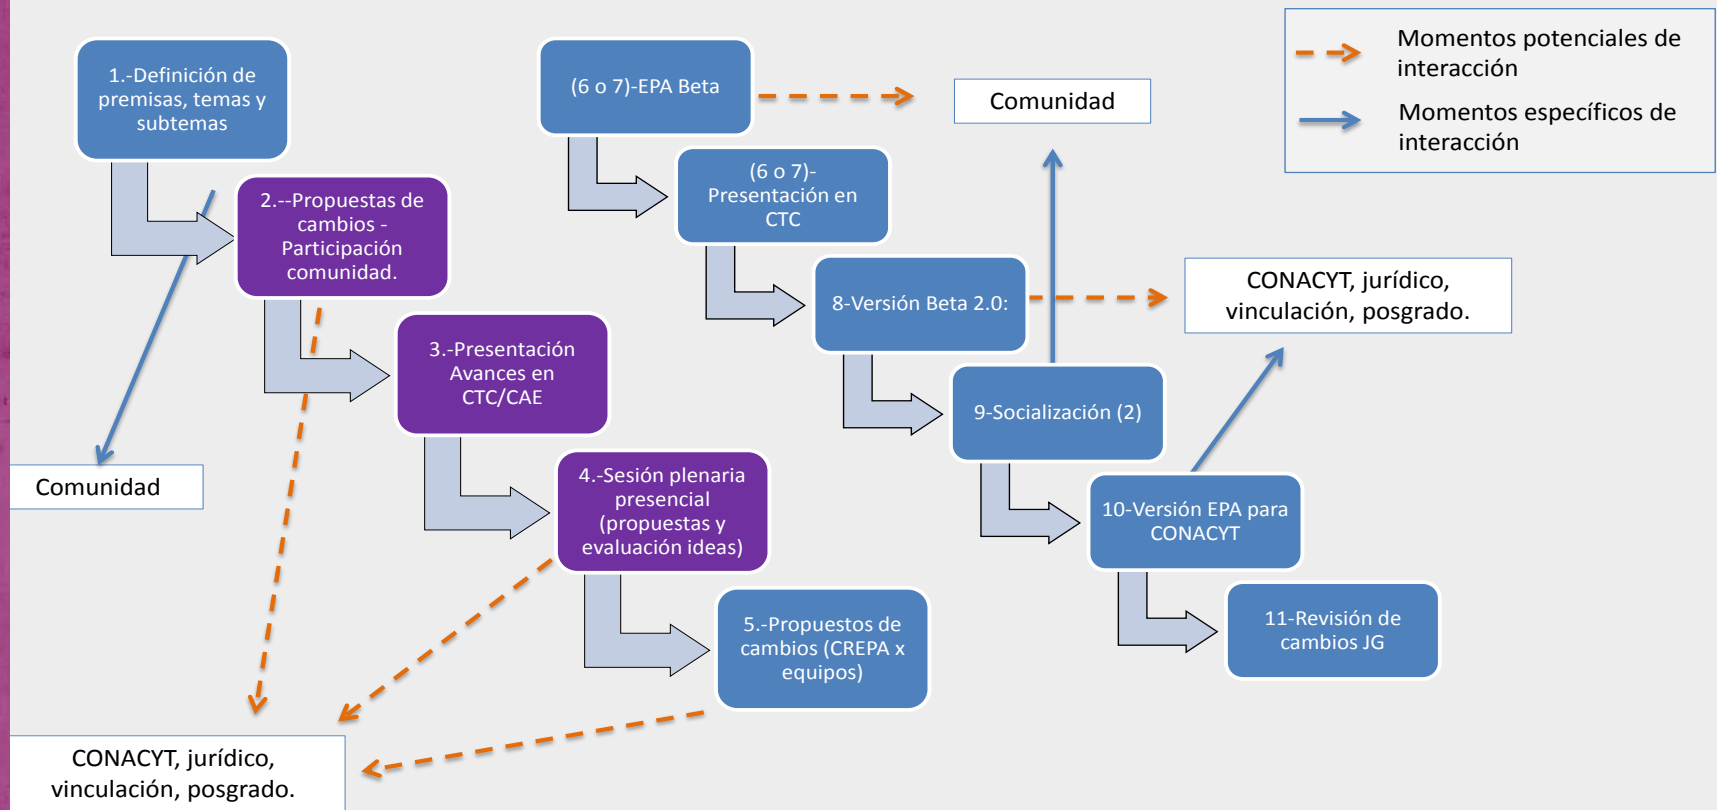 1.-Definición de
premisas, temas y
subtemas
2.--Propuestas de
cambios -
Participación
comunidad.
3.-Presentación
Avances en
CTC/CAE
4.-Sesión plenaria
presencial
(propuestas y
evaluación ideas)
5.-Propuestos de
cambios (CREPA x
equipos)
Comunidad
CONACYT, jurídico,
vinculación, posgrado.
(6 o 7)-EPA Beta
(6 o 7)-
Presentación en
CTC
8-Versión Beta 2.0:
9-Socialización (2)
10-Versión EPA para
CONACYT
11-Revisión de
cambios JG
Comunidad
CONACYT, jurídico,
vinculación, posgrado.
Momentos potenciales de
interacción
Momentos específicos de
interacción